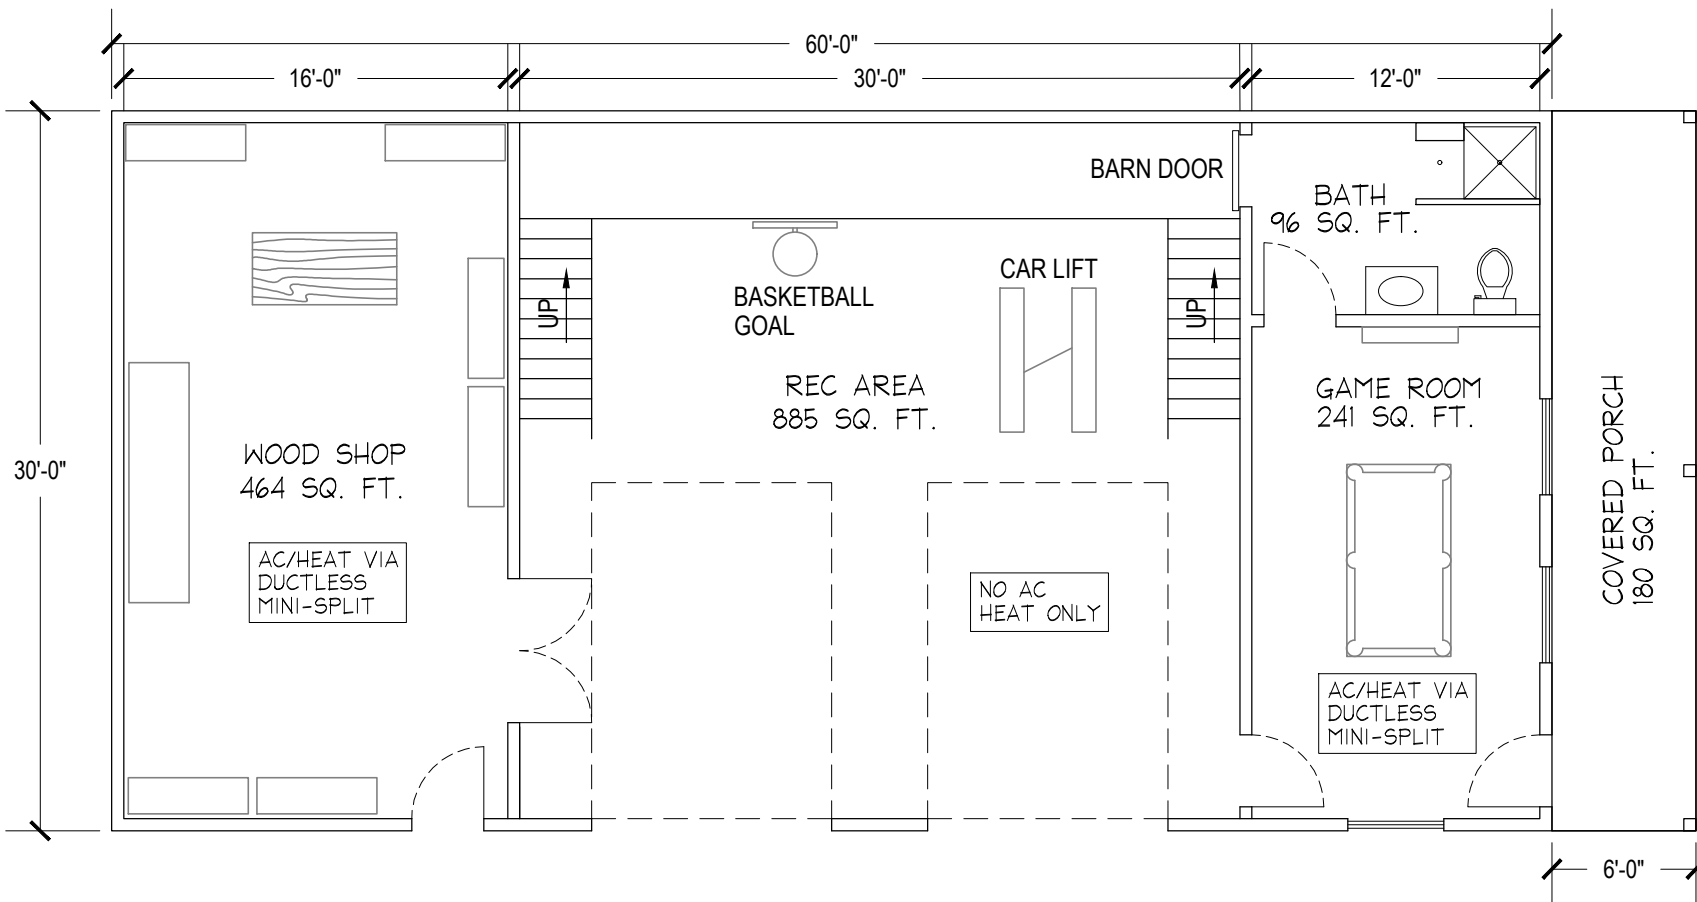 60'-0"
16'-0"
30'-0"
12'-0"
BARN DOOR
BATH
96 SQ. FT.
CAR LIFT
BASKETBALL
GOAL
UP
UP
REC AREA
885 SQ. FT.
GAME ROOM
241 SQ. FT.
WOOD SHOP
464 SQ. FT.
30'-0"
COVERED PORCH
180 SQ. FT.
AC/HEAT VIA
DUCTLESS
MINI-SPLIT
NO AC
HEAT ONLY
AC/HEAT VIA
DUCTLESS
MINI-SPLIT
6'-0"